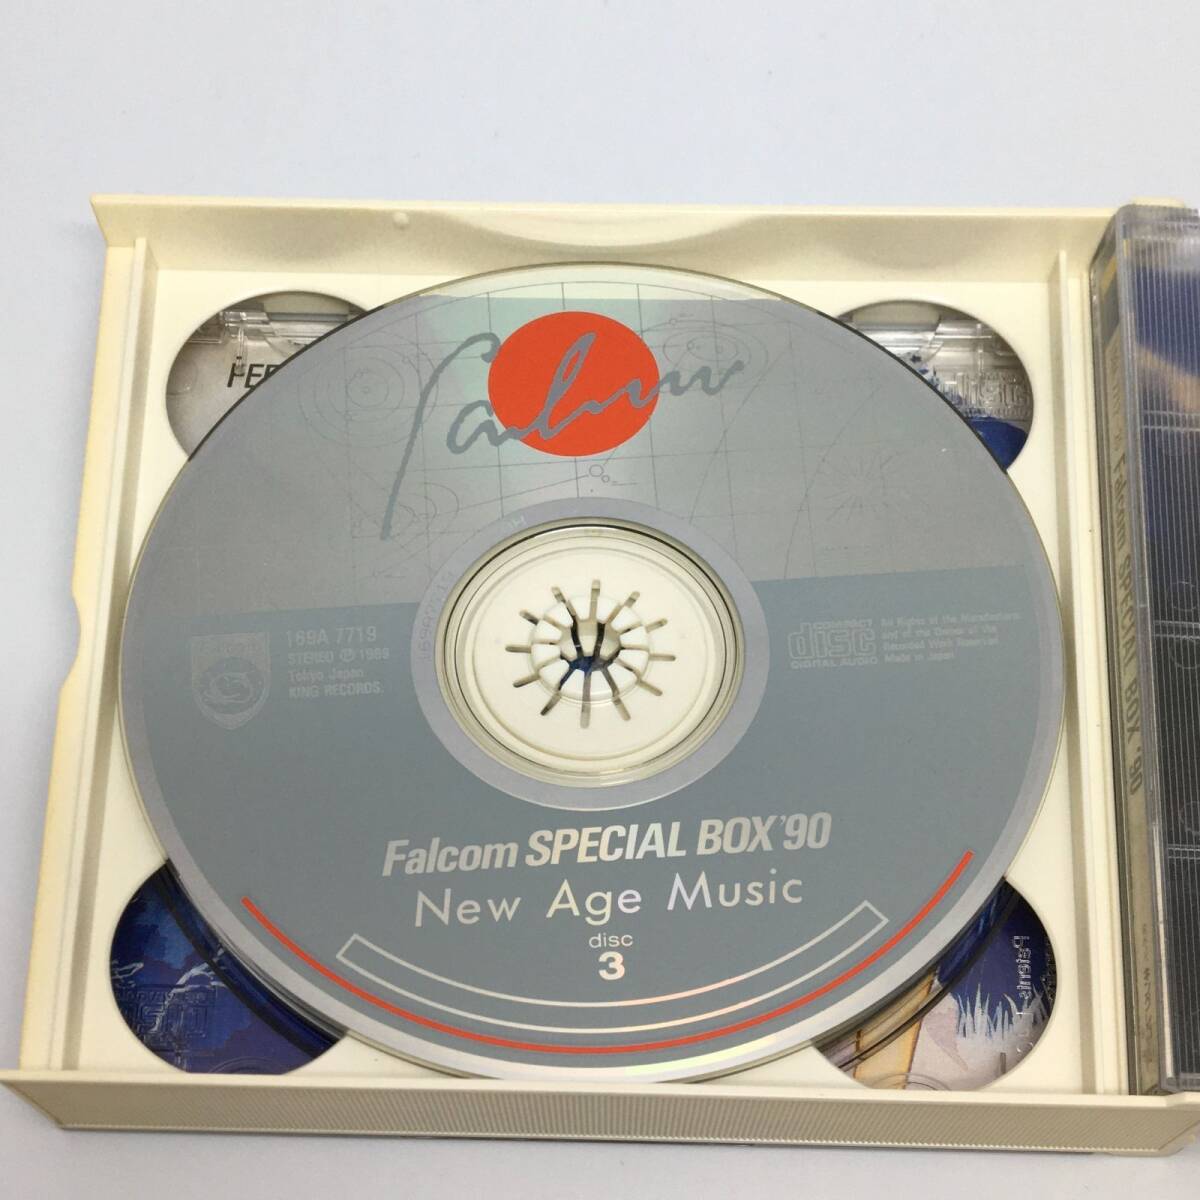 falcom
169A 7719
STEREO Ⓟ 1989
Tokyo Japan
KING RECORDS.
COMPACT
disc
DIGITAL AUDIO
All Rights of the Manufacturer
and of the Owner of the
Recorded Work Reserved
Made in Japan
Falcom SPECIAL BOX '90
New Age Music
disc
3
Falcom SPECIAL BOX '90